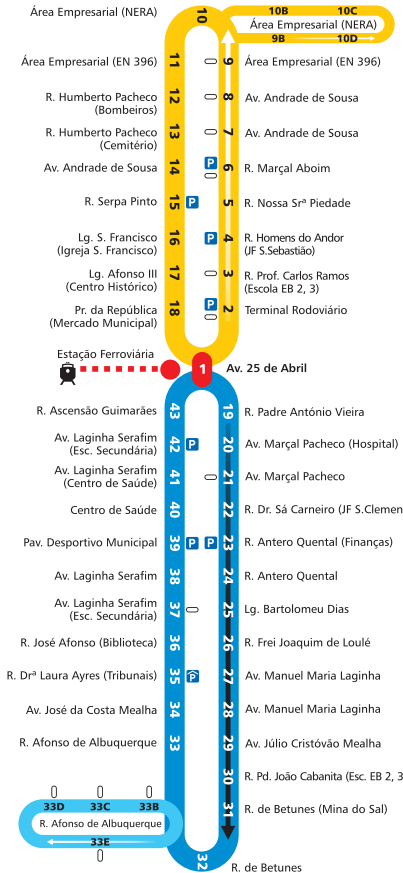 Área Empresarial (NERA)
10
10B 10C
Área Empresarial (NERA)
9B 10D
Área Empresarial (EN 396)
11
9
Área Empresarial (EN 396)
R. Humberto Pacheco
(Bombeiros)
12
8
Av. Andrade de Sousa
R. Humberto Pacheco
(Cemitério)
13
7
Av. Andrade de Sousa
Av. Andrade de Sousa
14
P
6
R. Marçal Aboim
R. Serpa Pinto
15
P
5
R. Nossa Srª Piedade
Lg. S. Francisco
(Igreja S. Francisco)
16
P
4
R. Homens do Andor
(JF S.Sebastião)
Lg. Afonso III
(Centro Histórico)
17
3
R. Prof. Carlos Ramos
(Escola EB 2, 3)
Pr. da República
(Mercado Municipal)
18
P
2
Terminal Rodoviário
Estação Ferroviária
1
Av. 25 de Abril
R. Ascensão Guimarães
43
19
R. Padre António Vieira
Av. Laginha Serafim
(Esc. Secundária)
42
P
20
Av. Marçal Pacheco (Hospital)
Av. Laginha Serafim
(Centro de Saúde)
41
21
Av. Marçal Pacheco
Centro de Saúde
40
22
R. Dr. Sá Carneiro (JF S.Clemen
Pav. Desportivo Municipal
39
P
P
23
R. Antero Quental (Finanças)
Av. Laginha Serafim
38
24
R. Antero Quental
Av. Laginha Serafim
(Esc. Secundária)
37
25
Lg. Bartolomeu Dias
R. José Afonso (Biblioteca)
36
26
R. Frei Joaquim de Loulé
R. Drª Laura Ayres (Tribunais)
35
P
27
Av. Manuel Maria Laginha
Av. José da Costa Mealha
34
28
Av. Manuel Maria Laginha
R. Afonso de Albuquerque
33
29
Av. Júlio Cristóvão Mealha
30
R. Pd. João Cabanita (Esc. EB 2, 3
33D 33C 33B
31
R. de Betunes (Mina do Sal)
R. Afonso de Albuquerque
33E
32
R. de Betunes